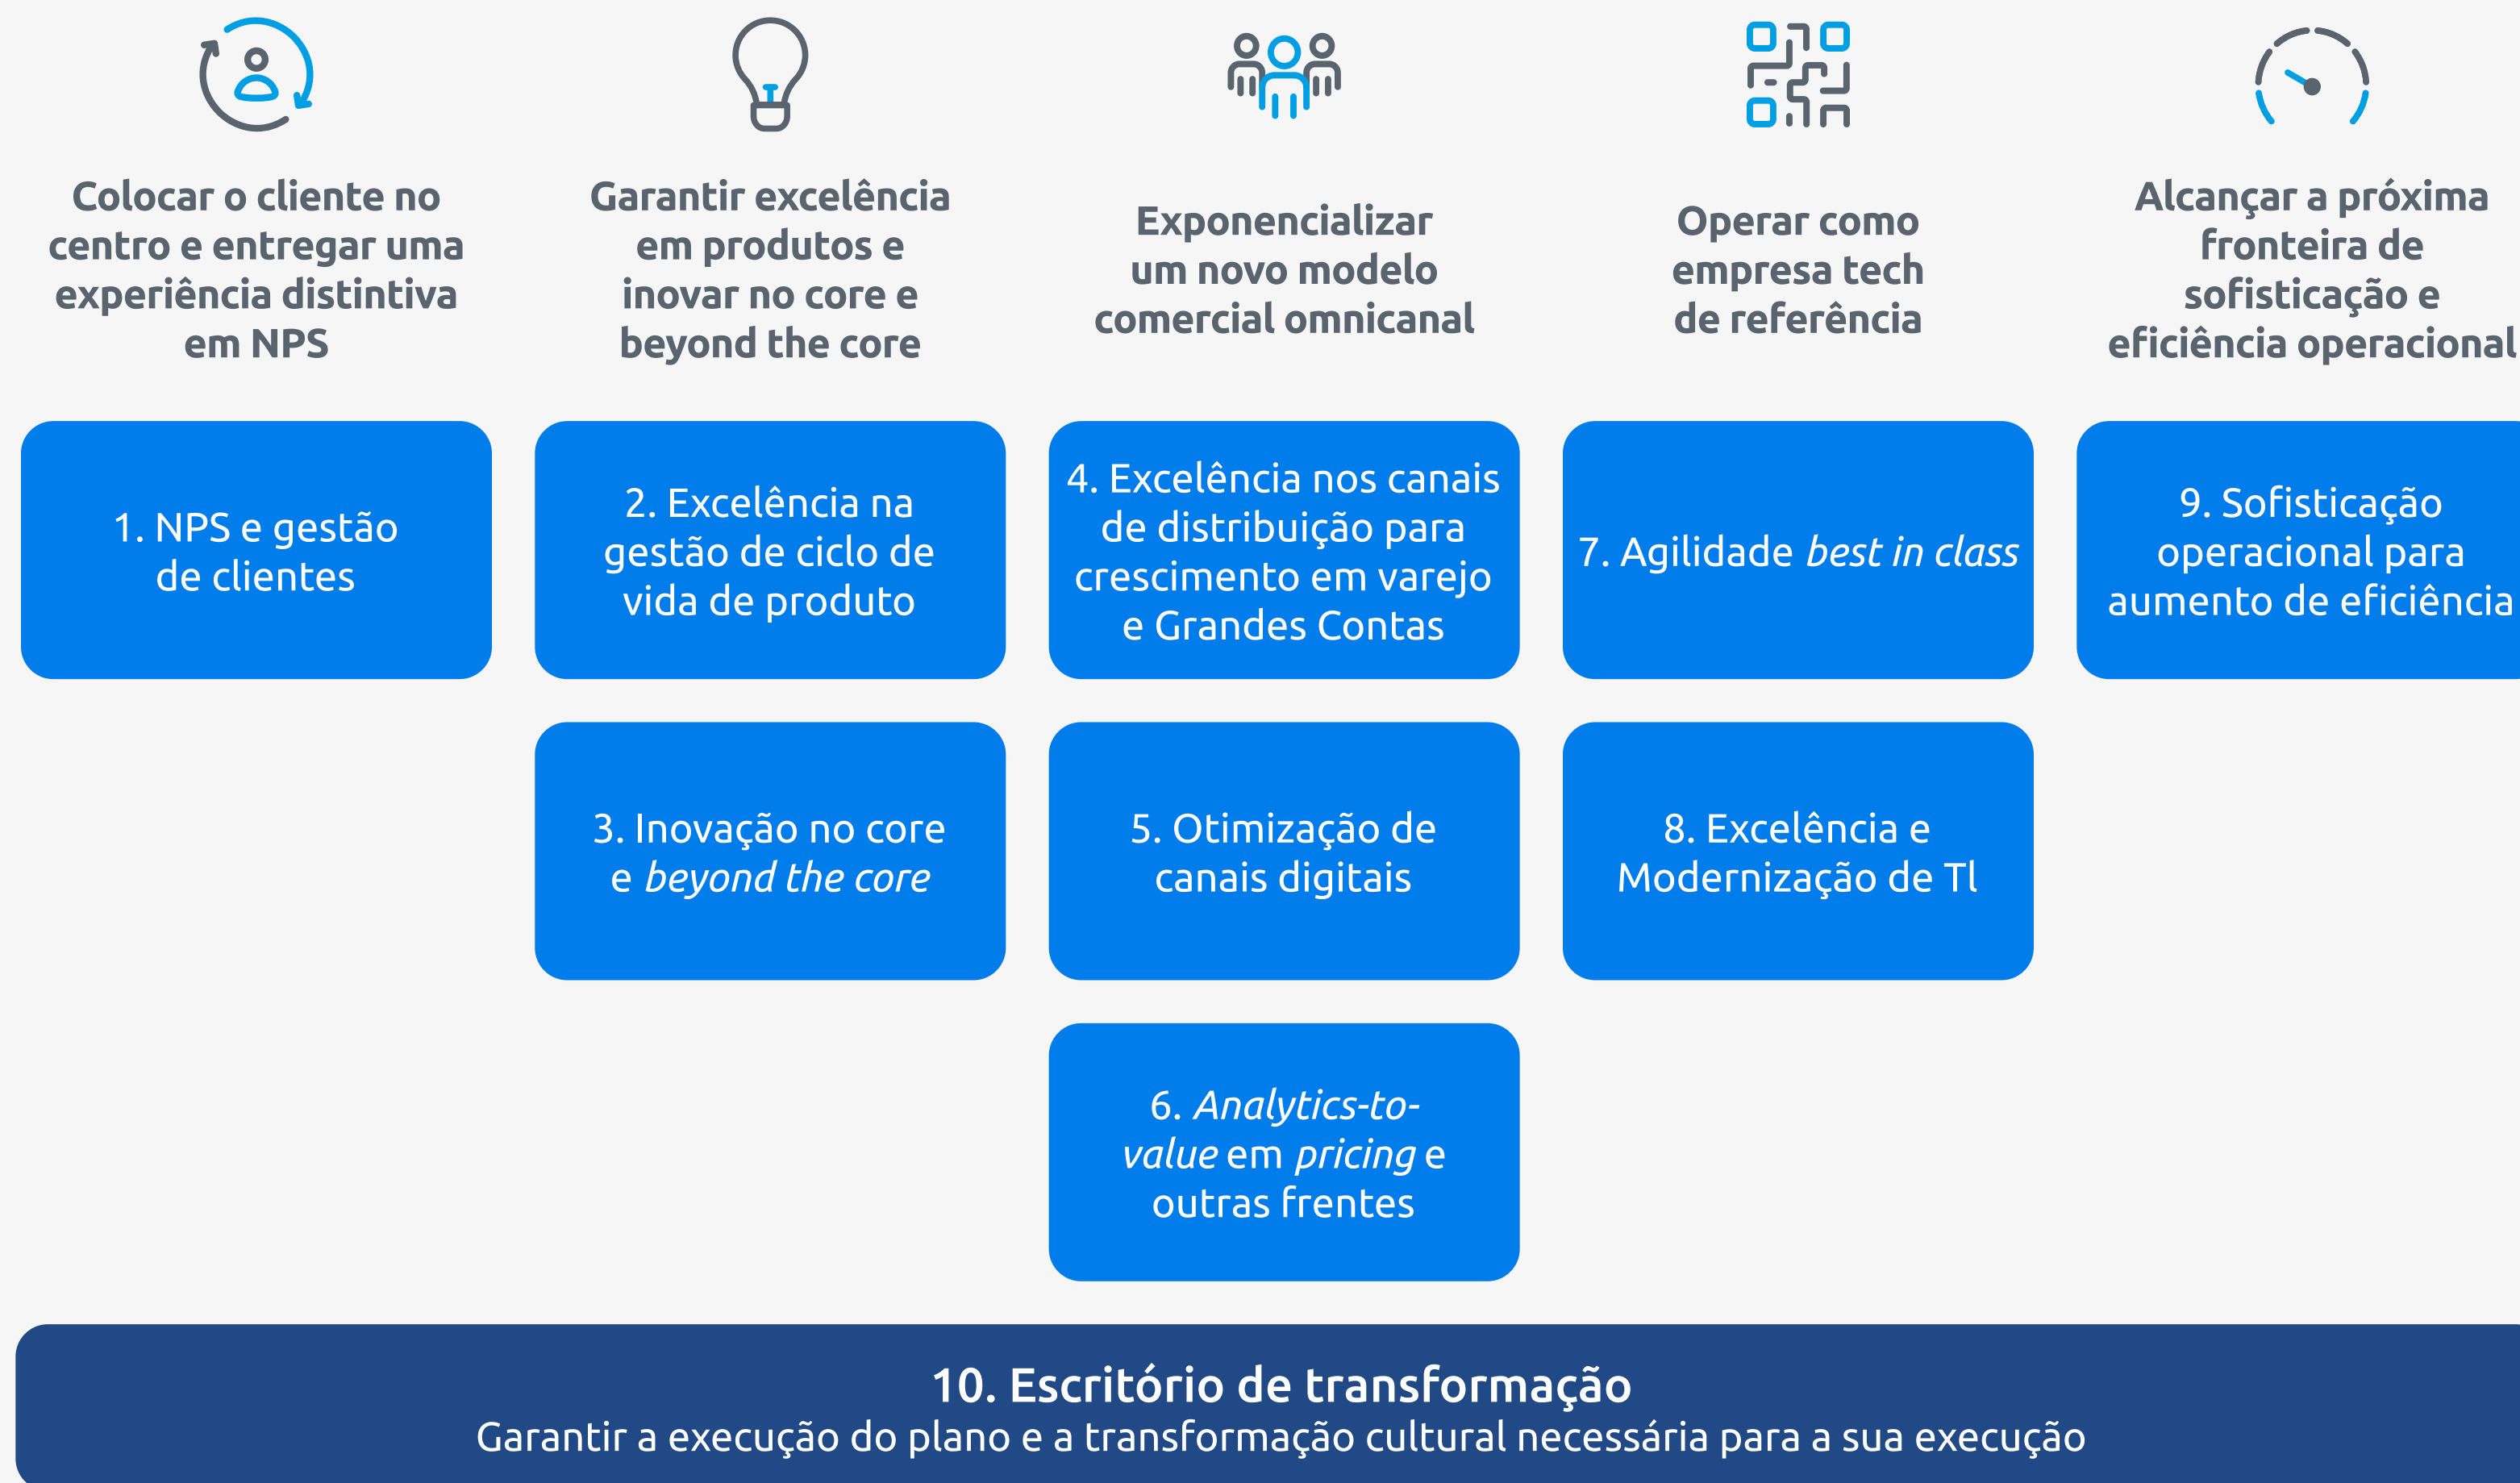 Colocar o cliente no
centro e entregar uma
experiência distintiva
em NPS
Garantir excelência
em produtos e
inovar no core e
beyond the core
Exponencializar
um novo modelo
comercial omnicanal
Operar como
empresa tech
de referência
Alcançar a próxima
fronteira de
sofisticação e
eficiência operacional
1. NPS e gestão
de clientes
2. Excelência na
gestão de ciclo de
vida de produto
4. Excelência nos canais
de distribuição para
crescimento em varejo
e Grandes Contas
7. Agilidade best in class
9. Sofisticação
operacional para
aumento de eficiência
3. Inovação no core
e beyond the core
5. Otimização de
canais digitais
8. Excelência e
Modernização de Tl
6. Analytics-to-
value em pricing e
outras frentes
10. Escritório de transformação
Garantir a execução do plano e a transformação cultural necessária para a sua execução